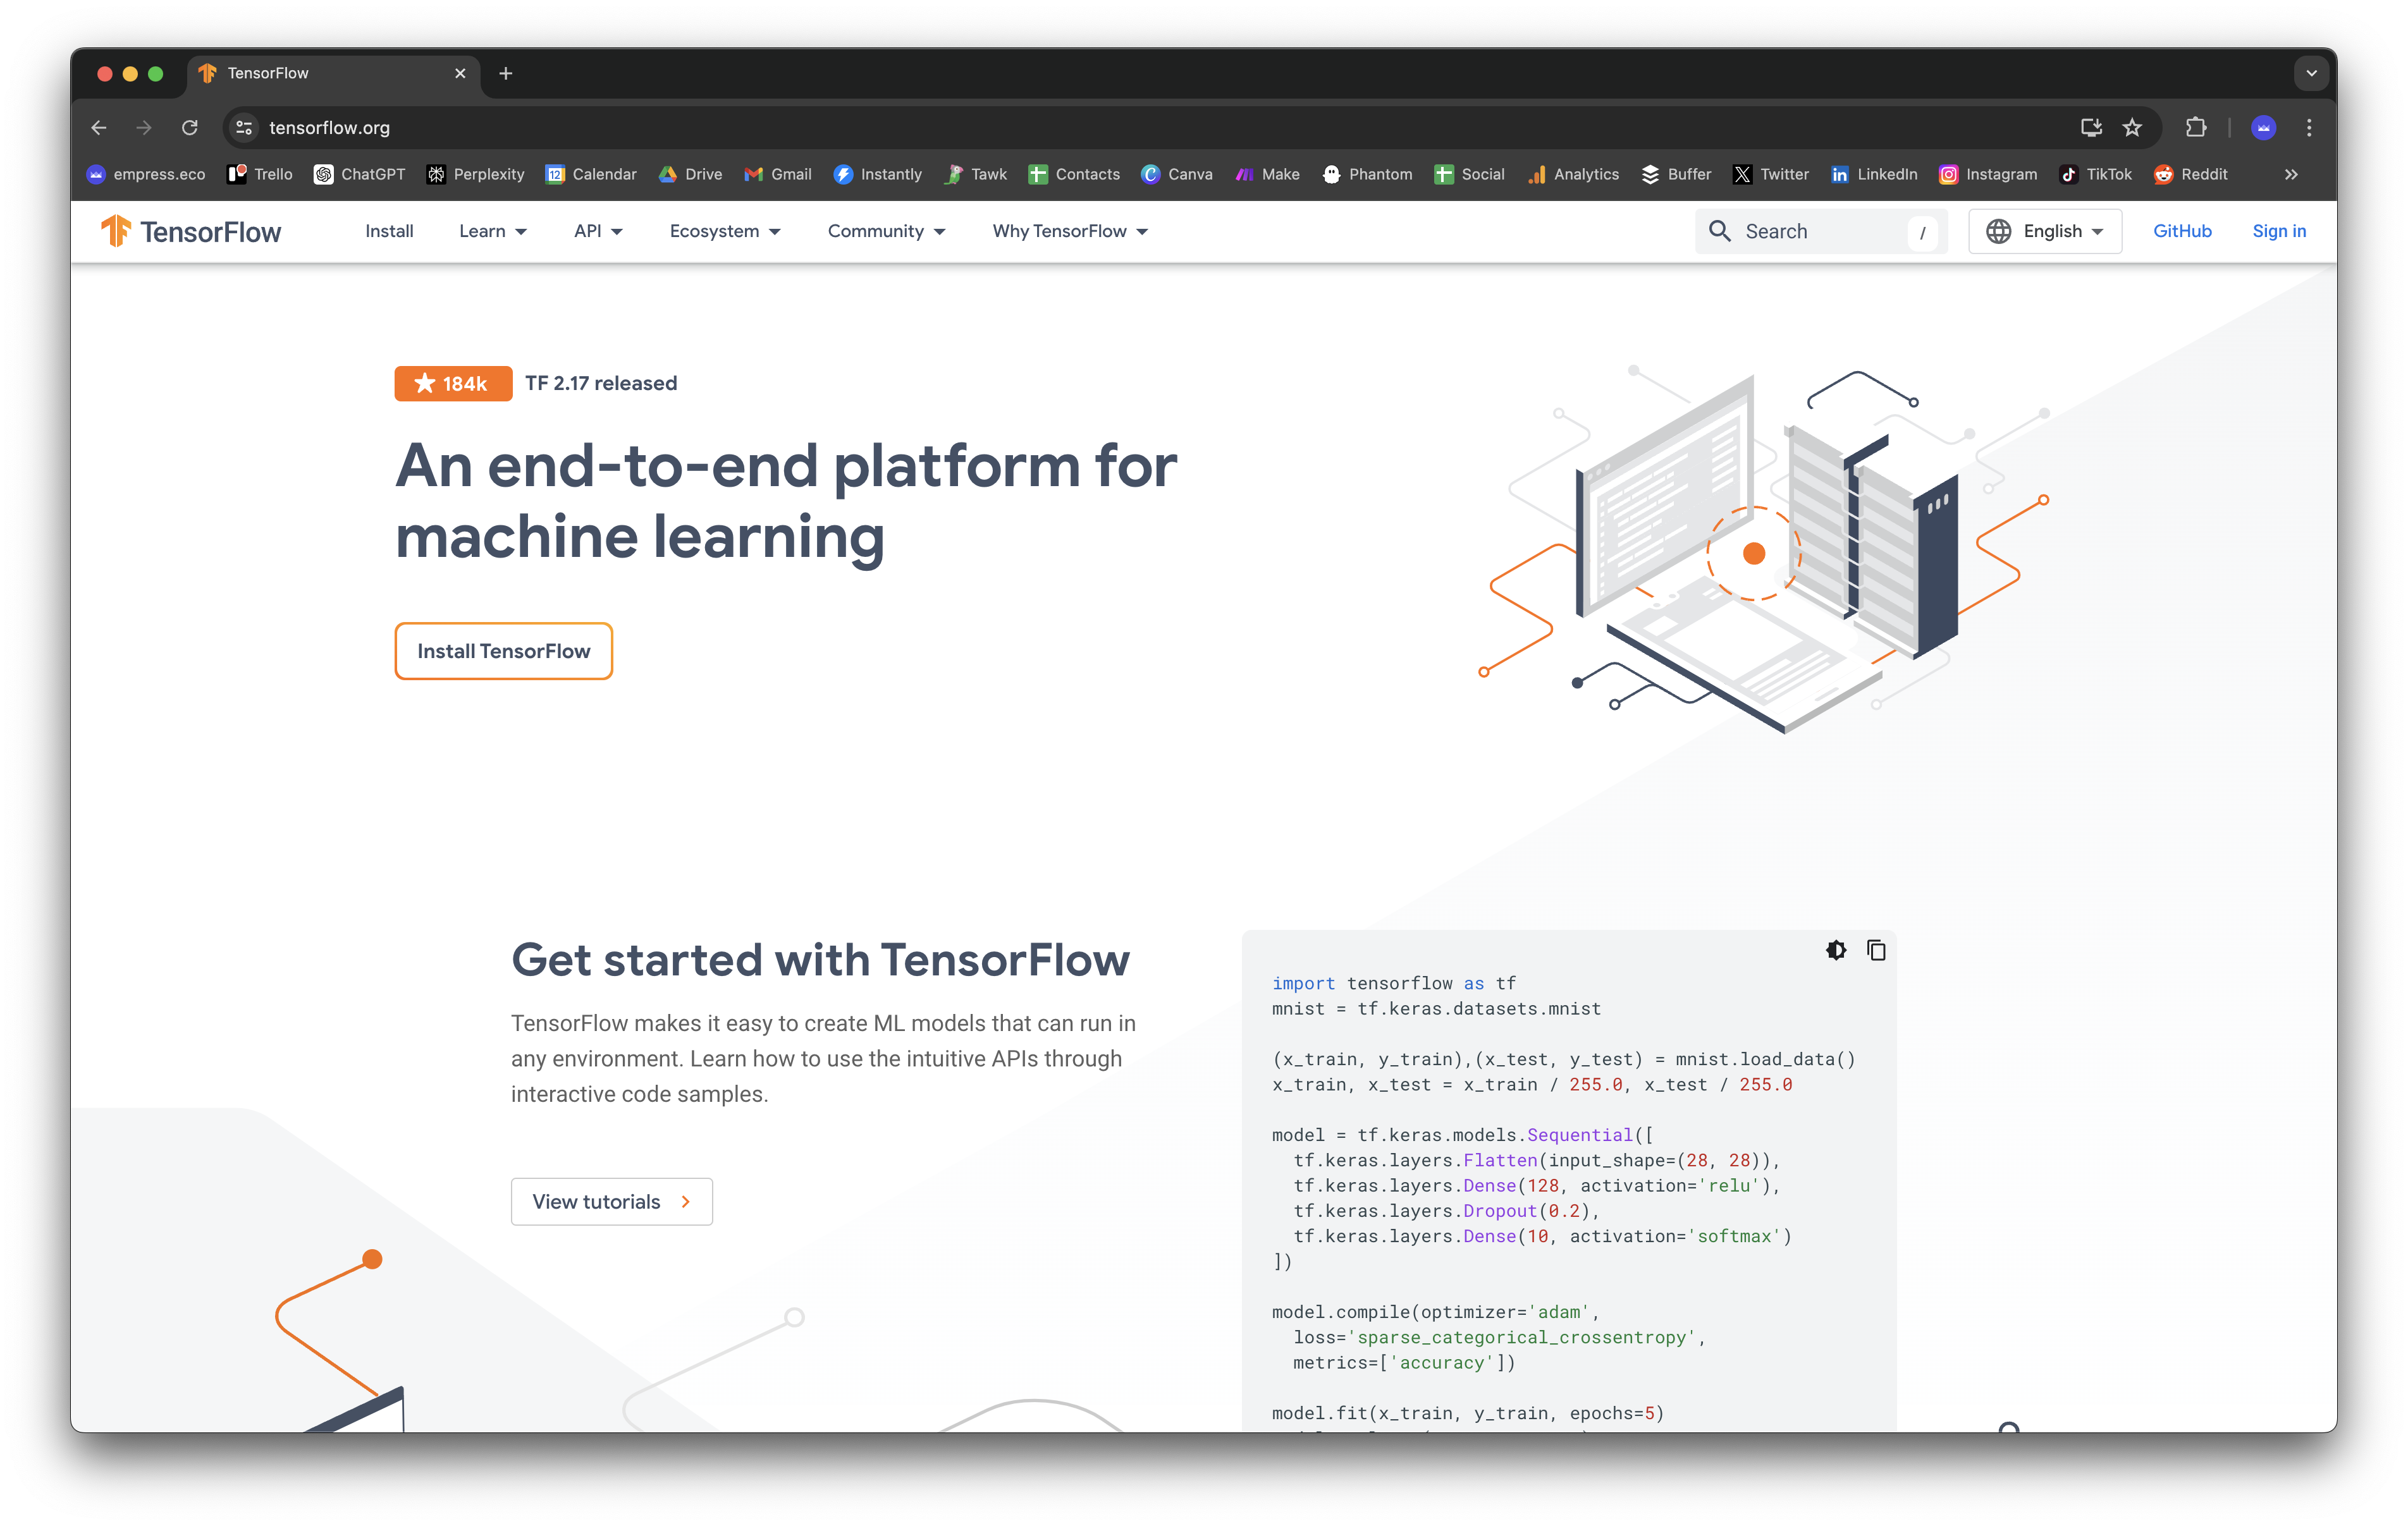 TensorFlow
tensorflow.org
empress.eco Trello ChatGPT Perplexity 12 Calendar Drive Gmail Instantly Tawk Contacts Canva Make Phantom Social Analytics Buffer Twitter LinkedIn Instagram TikTok Reddit
TensorFlow Install Learn API Ecosystem Community Why TensorFlow Search / English GitHub Sign in
184k TF 2.17 released
An end-to-end platform for
machine learning
Install TensorFlow
Get started with TensorFlow
TensorFlow makes it easy to create ML models that can run in
any environment. Learn how to use the intuitive APIs through
interactive code samples.
View tutorials
import tensorflow as tf
mnist = tf.keras.datasets.mnist
(x_train, y_train),(x_test, y_test) = mnist.load_data()
x_train, x_test = x_train / 255.0, x_test / 255.0
model = tf.keras.models.Sequential([
  tf.keras.layers.Flatten(input_shape=(28, 28)),
  tf.keras.layers.Dense(128, activation='relu'),
  tf.keras.layers.Dropout(0.2),
  tf.keras.layers.Dense(10, activation='softmax')
])
model.compile(optimizer='adam',
  loss='sparse_categorical_crossentropy',
  metrics=['accuracy'])
model.fit(x_train, y_train, epochs=5)